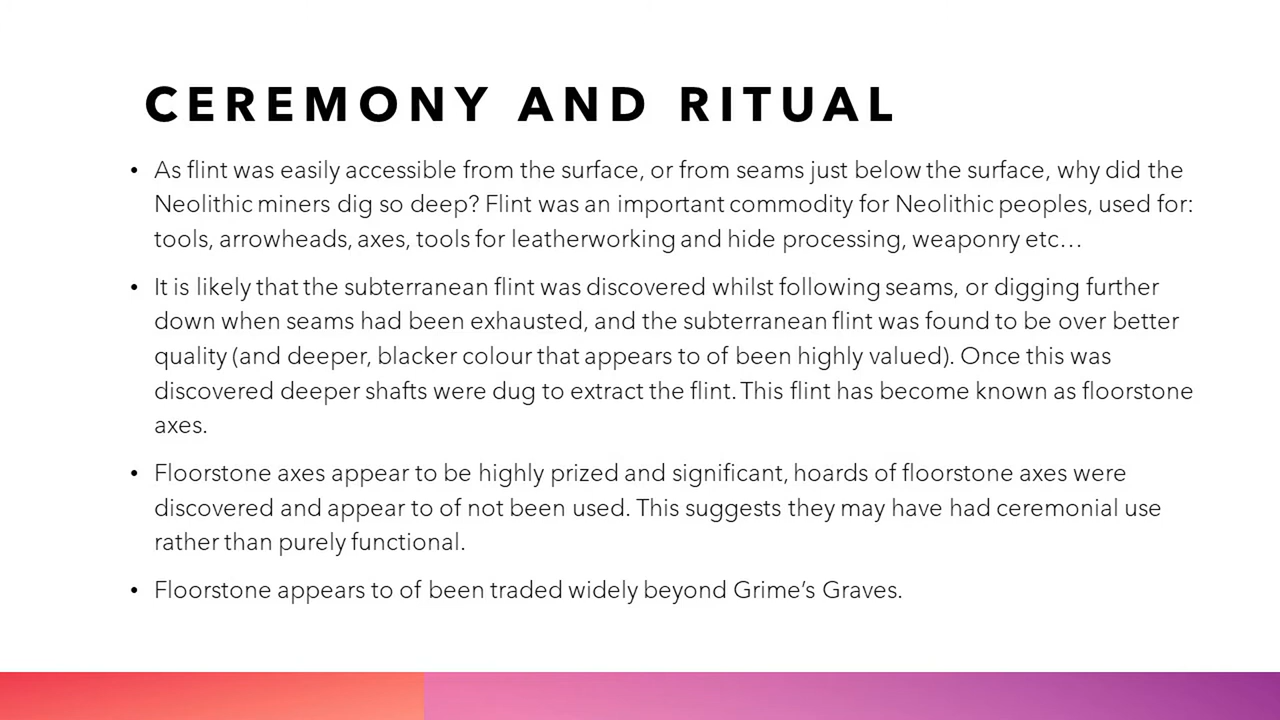 CEREMONY AND RITUAL
• As flint was easily accessible from the surface, or from seams just below the surface, why did the
Neolithic miners dig so deep? Flint was an important commodity for Neolithic peoples, used for:
tools, arrowheads, axes, tools for leatherworking and hide processing, weaponry etc…
• It is likely that the subterranean flint was discovered whilst following seams, or digging further
down when seams had been exhausted, and the subterranean flint was found to be over better
quality (and deeper, blacker colour that appears to of been highly valued). Once this was
discovered deeper shafts were dug to extract the flint. This flint has become known as floorstone
axes.
• Floorstone axes appear to be highly prized and significant, hoards of floorstone axes were
discovered and appear to of not been used. This suggests they may have had ceremonial use
rather than purely functional.
• Floorstone appears to of been traded widely beyond Grime’s Graves.